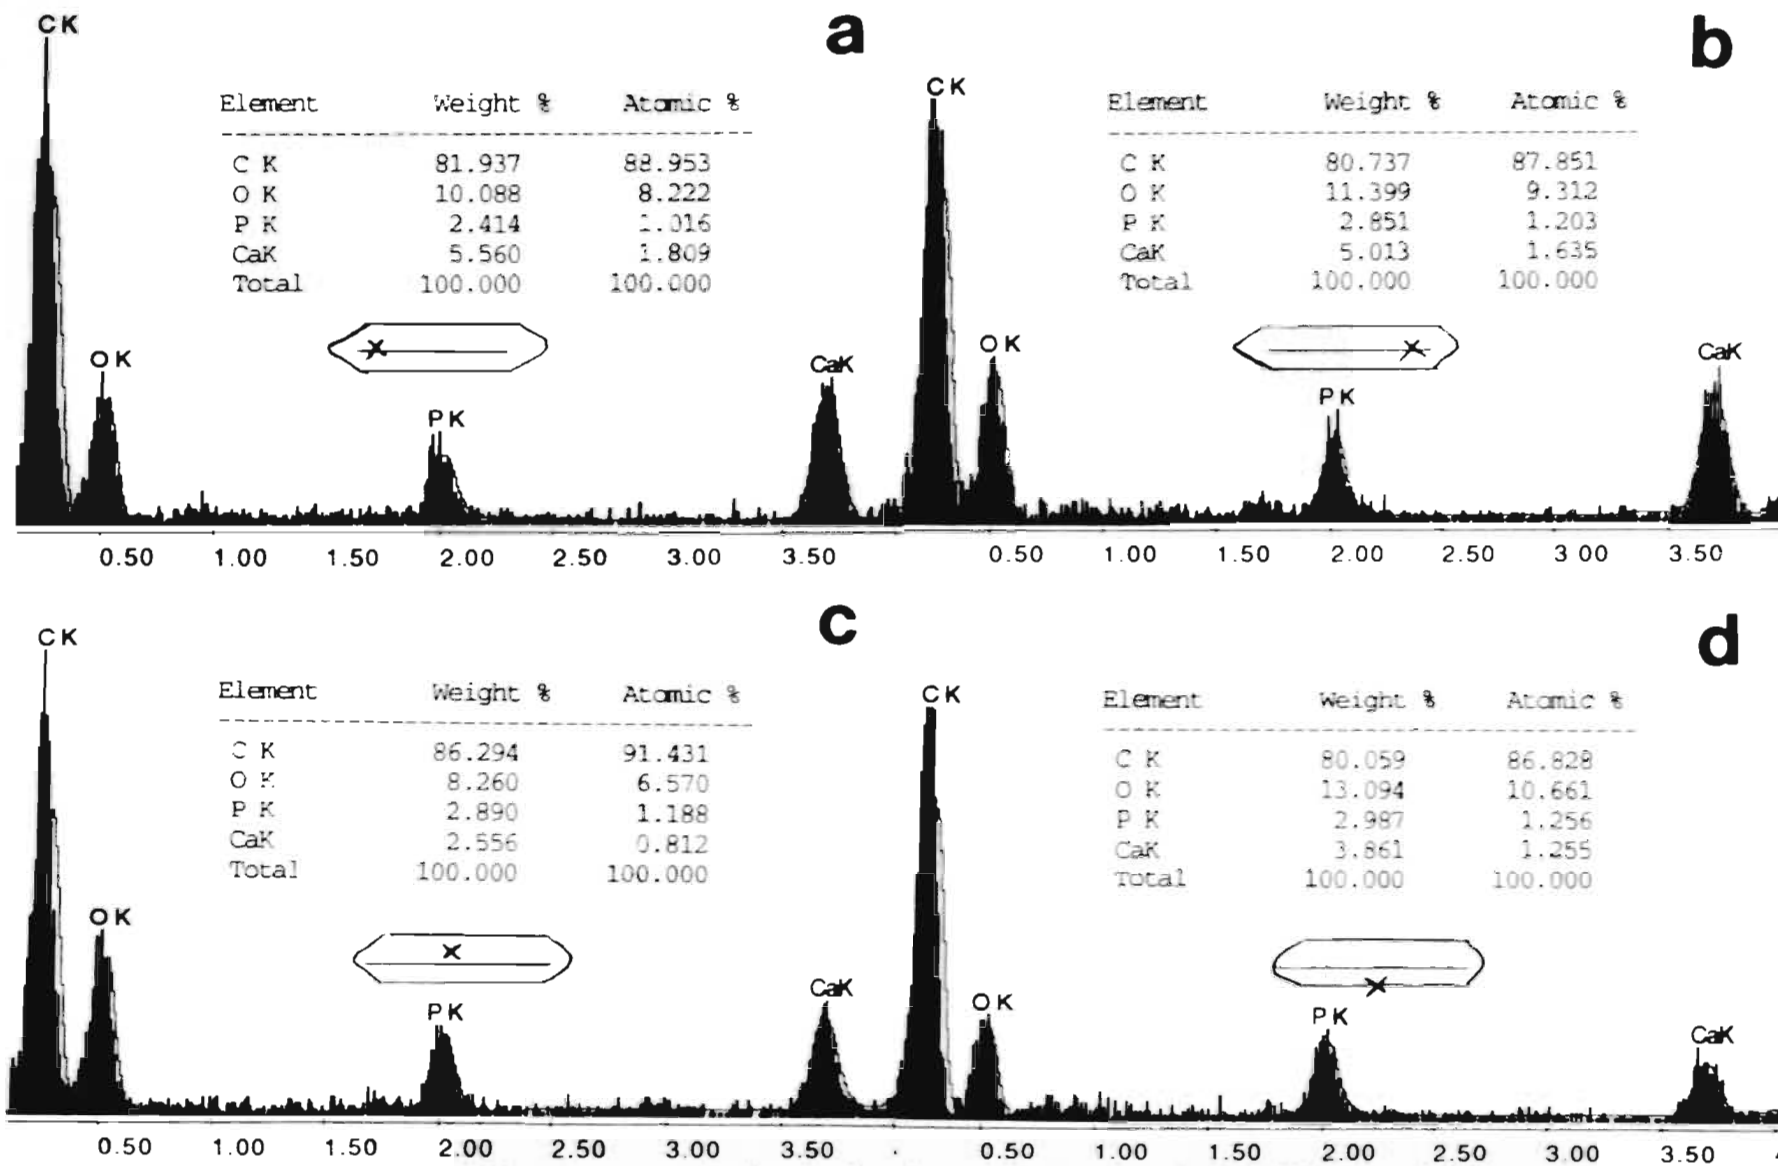 a
C K
Element Weight % Atomic %
C K 81.937 88.953
O K 10.088 8.222
P K 2.414 1.016
CaK 5.560 1.809
Total 100.000 100.000
O K
P K
CaK
0.50 1.00 1.50 2.00 2.50 3.00 3.50
b
C K
Element Weight % Atomic %
C K 80.737 87.851
O K 11.399 9.312
P K 2.851 1.203
CaK 5.013 1.635
Total 100.000 100.000
O K
P K
CaK
0.50 1.00 1.50 2.00 2.50 3.00 3.50
c
C K
Element Weight % Atomic %
C K 86.294 91.431
O K 8.260 6.570
P K 2.890 1.188
CaK 2.556 0.812
Total 100.000 100.000
O K
P K
CaK
0.50 1.00 1.50 2.00 2.50 3.00 3.50
d
C K
Element Weight % Atomic %
C K 80.059 86.828
O K 13.094 10.661
P K 2.987 1.256
CaK 3.861 1.255
Total 100.000 100.000
O K
P K
CaK
0.50 1.00 1.50 2.00 2.50 3.00 3.50